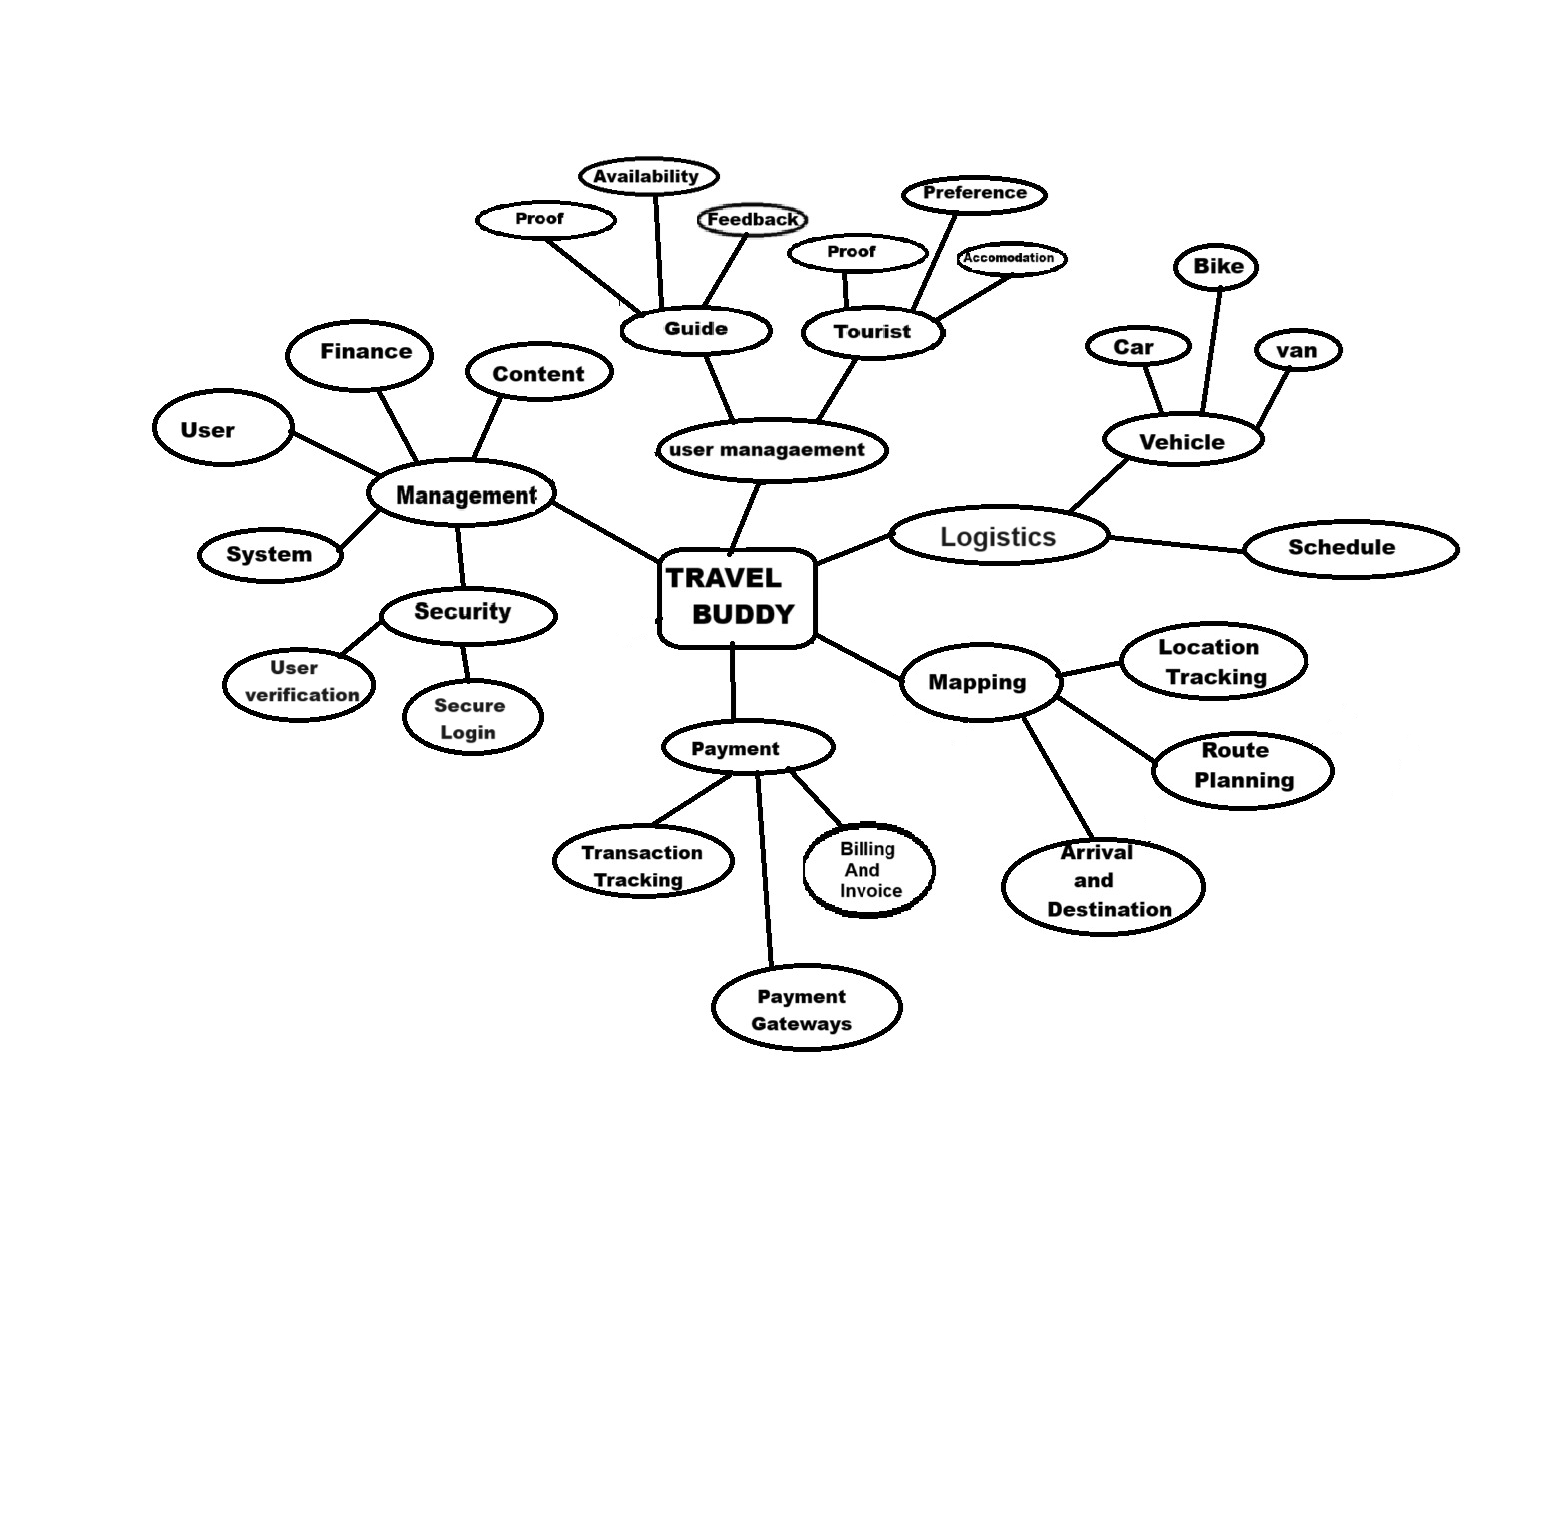 Availability
Proof
Feedback
Preference
Proof
Accomodation
Bike
Guide
Tourist
Car
van
Finance
Content
User
user managaement
Vehicle
Management
System
Logistics
Schedule
TRAVEL
BUDDY
Security
User
verification
Secure
Login
Mapping
Location
Tracking
Route
Planning
Payment
Transaction
Tracking
Billing
And
Invoice
Arrival
and
Destination
Payment
Gateways